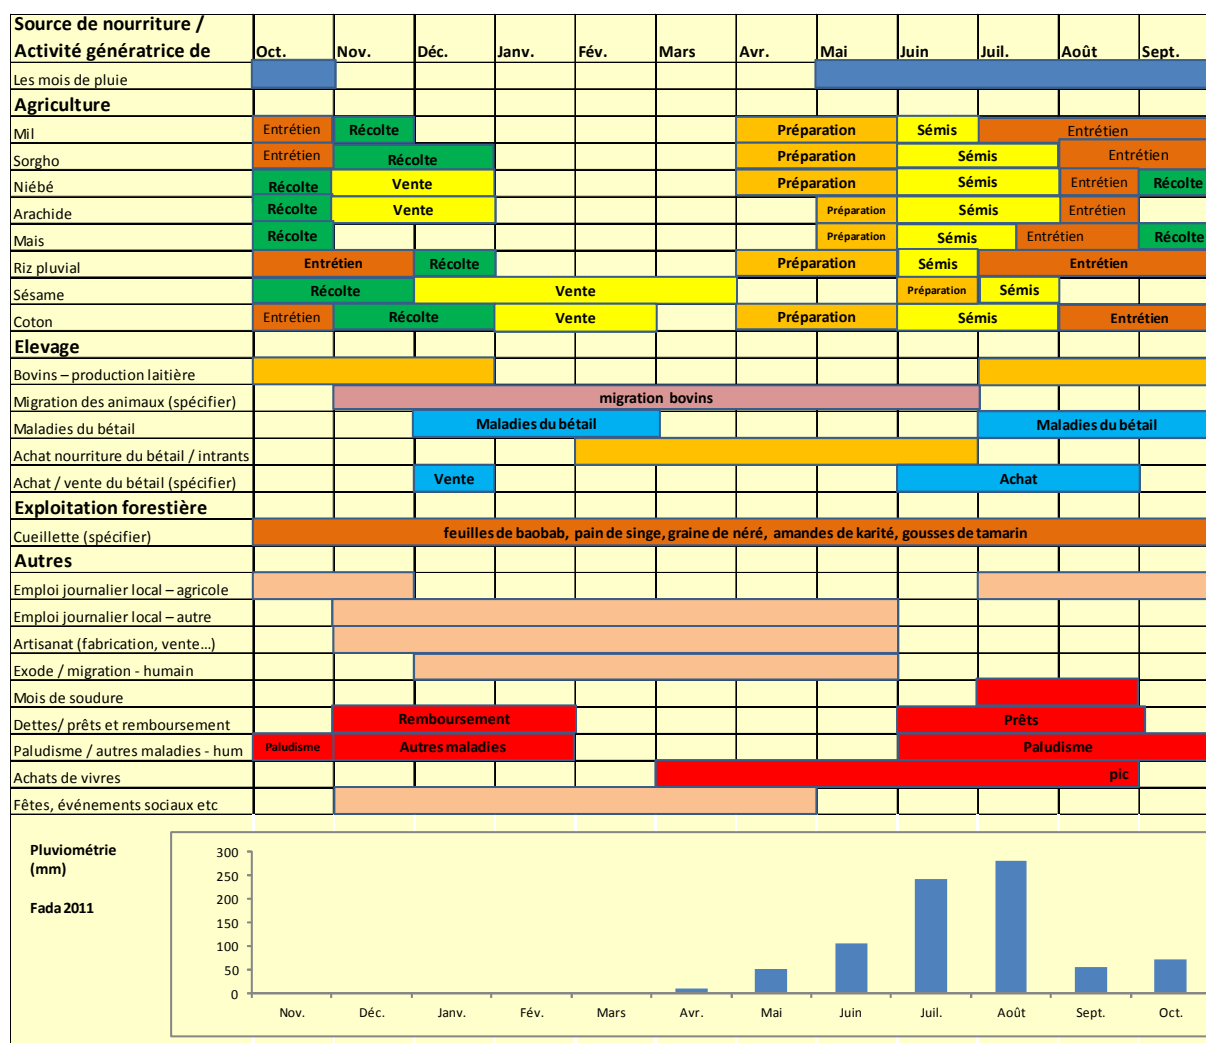 Source de nourriture /
Activité génératrice de Oct. Nov. Déc. Janv. Fév. Mars Avr. Mai Juin Juil. Août Sept.
Les mois de pluie
Agriculture
Mil Entrétien Récolte Préparation Sémis Entrétien
Sorgho Entrétien Récolte Préparation Sémis Entrétien
Niébé Récolte Vente Préparation Sémis Entrétien Récolte
Arachide Récolte Vente Préparation Sémis Entrétien
Mais Récolte Préparation Sémis Entrétien Récolte
Riz pluvial Entrétien Récolte Préparation Sémis Entrétien
Sésame Récolte Vente Préparation Sémis
Coton Entrétien Récolte Vente Préparation Sémis Entrétien
Elevage
Bovins – production laitière
Migration des animaux (spécifier) migration bovins
Maladies du bétail Maladies du bétail Maladies du bétail
Achat nourriture du bétail / intrants
Achat / vente du bétail (spécifier) Vente Achat
Exploitation forestière
Cueillette (spécifier) feuilles de baobab, pain de singe, graine de néré, amandes de karité, gousses de tamarin
Autres
Emploi journalier local – agricole
Emploi journalier local – autre
Artisanat (fabrication, vente...)
Exode / migration - humain
Mois de soudure
Dettes/ prêts et remboursement Remboursement Prêts
Paludisme / autres maladies - hum Paludisme Autres maladies Paludisme
Achats de vivres pic
Fêtes, événements sociaux etc
Pluviométrie
(mm)
Fada 2011
300
250
200
150
100
50
0
Nov. Déc. Janv. Fév. Mars Avr. Mai Juin Juil. Août Sept. Oct.